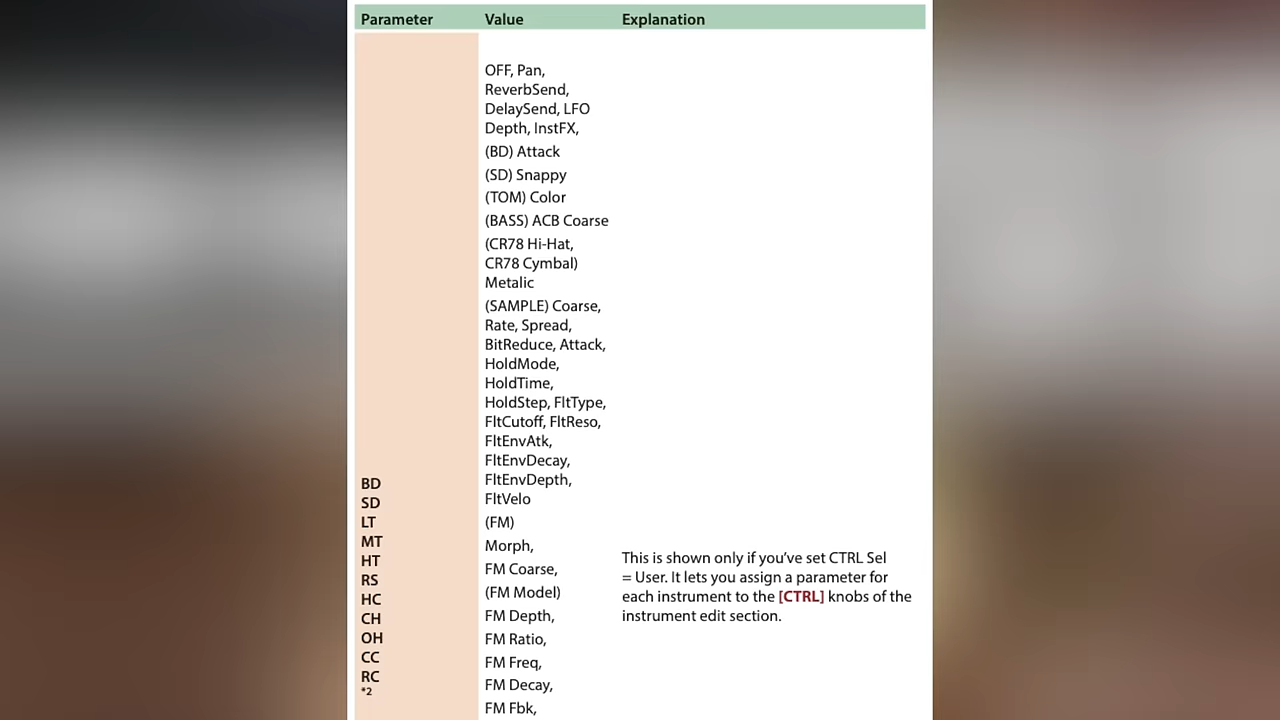 Parameter Value Explanation
OFF, Pan,
ReverbSend,
DelaySend, LFO
Depth, InstFX,
(BD) Attack
(SD) Snappy
(TOM) Color
(BASS) ACB Coarse
(CR78 Hi-Hat,
CR78 Cymbal)
Metalic
(SAMPLE) Coarse,
Rate, Spread,
BitReduce, Attack,
HoldMode,
HoldTime,
HoldStep, FltType,
FltCutoff, FltReso,
FltEnvAtk,
FltEnvDecay,
FltEnvDepth,
FltVelo
(FM)
Morph,
FM Coarse,
(FM Model)
FM Depth,
FM Ratio,
FM Freq,
FM Decay,
FM Fbk,
BD
SD
LT
MT
HT
RS
HC
CH
OH
CC
RC
*2
This is shown only if you’ve set CTRL Sel
= User. It lets you assign a parameter for
each instrument to the [CTRL] knobs of the
instrument edit section.